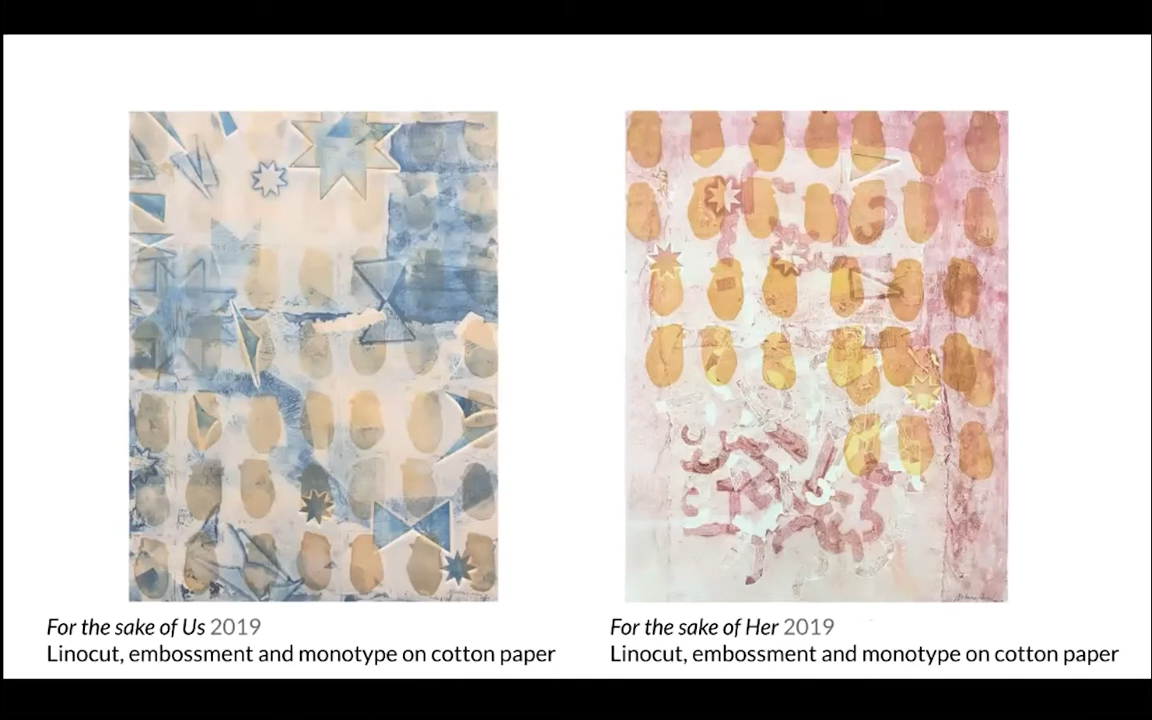 For the sake of Us 2019
Linocut, embossment and monotype on cotton paper
For the sake of Her 2019
Linocut, embossment and monotype on cotton paper